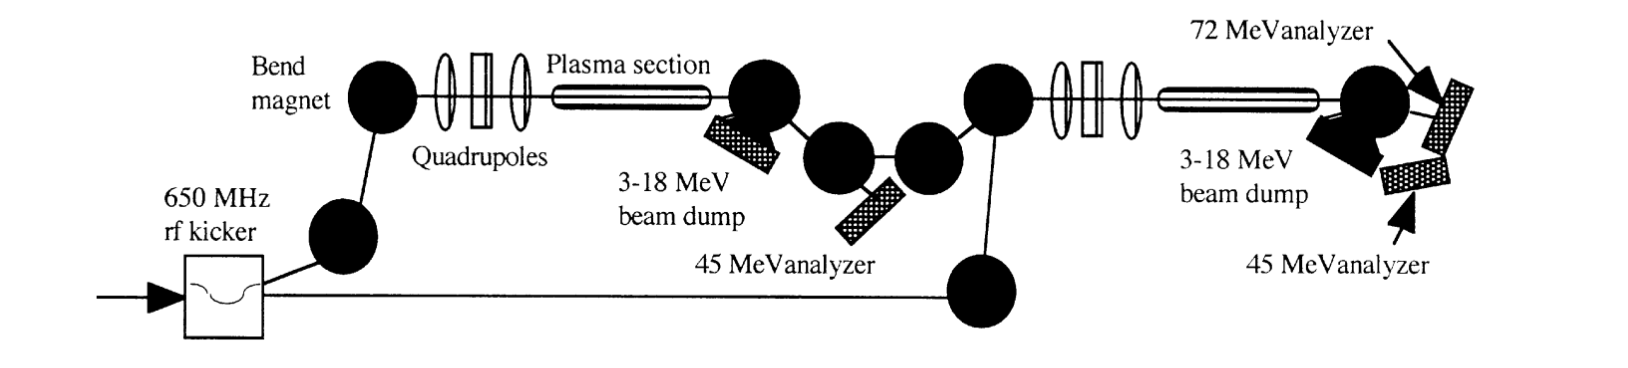 72 MeVanalyzer
Bend
magnet
Plasma section
Quadrupoles
3-18 MeV
beam dump
3-18 MeV
beam dump
650 MHz
rf kicker
45 MeVanalyzer
45 MeVanalyzer